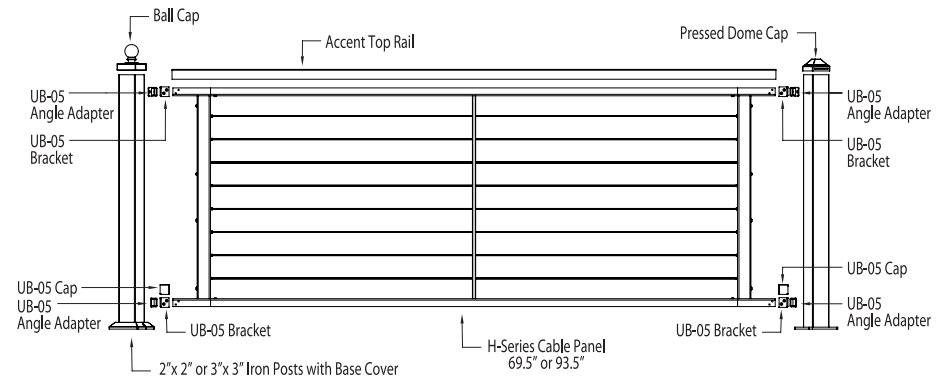 Ball Cap
Accent Top Rail
Pressed Dome Cap
UB-05
Angle Adapter
UB-05
Bracket
UB-05
Angle Adapter
UB-05
Bracket
UB-05 Cap
UB-05
Angle Adapter
UB-05 Bracket
UB-05 Cap
UB-05
Angle Adapter
UB-05 Bracket
H-Series Cable Panel
69.5" or 93.5"
2"x 2" or 3"x 3" Iron Posts with Base Cover